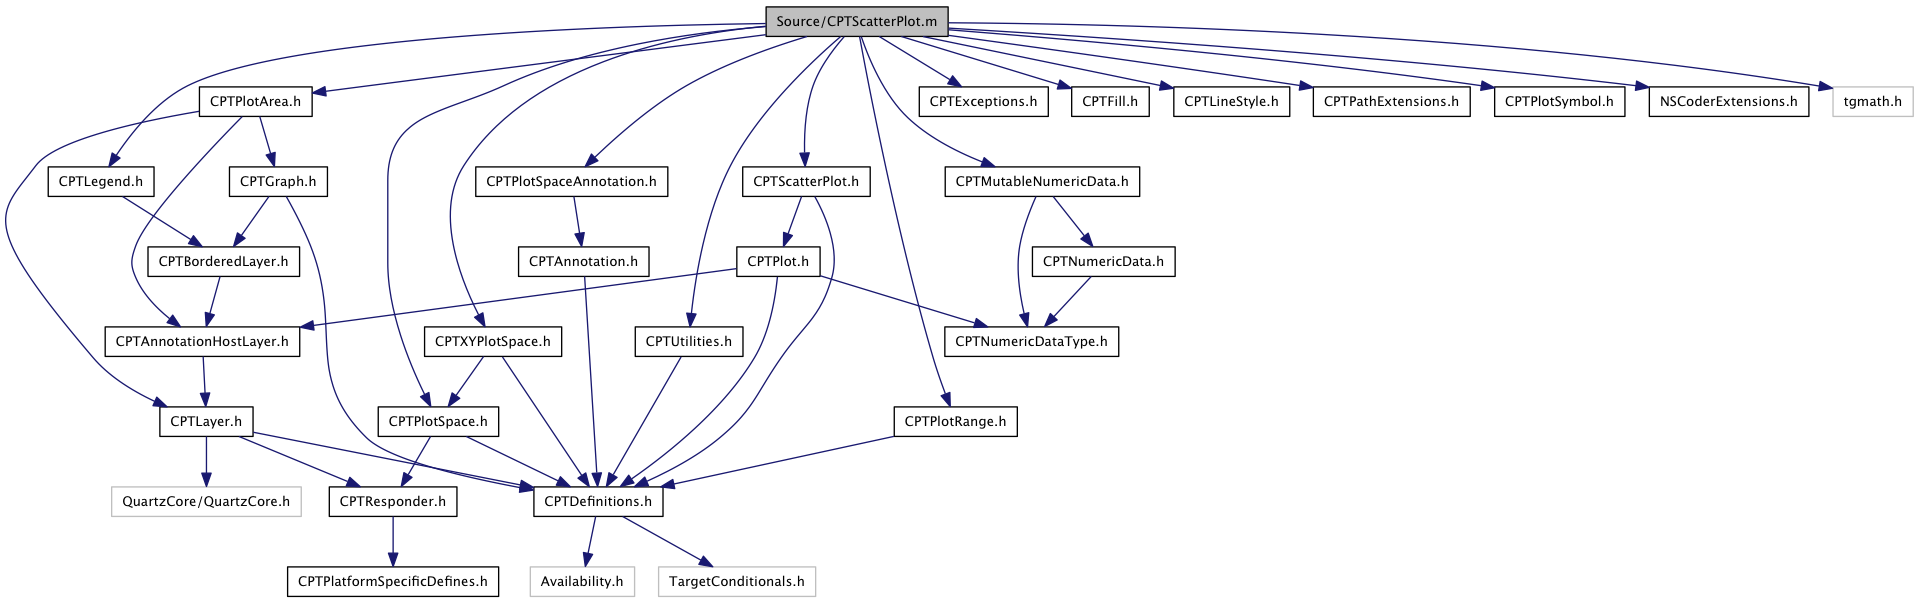 Source/CPTScatterPlot.m
CPTPlotArea.h
CPTExceptions.h
CPTFill.h
CPTLineStyle.h
CPTPathExtensions.h
CPTPlotSymbol.h
NSCoderExtensions.h
tgmath.h
CPTLegend.h
CPTGraph.h
CPTPlotSpaceAnnotation.h
CPTScatterPlot.h
CPTMutableNumericData.h
CPTBorderedLayer.h
CPTAnnotation.h
CPTPlot.h
CPTNumericData.h
CPTAnnotationHostLayer.h
CPTXYPlotSpace.h
CPTUtilities.h
CPTNumericDataType.h
CPTLayer.h
CPTPlotSpace.h
CPTPlotRange.h
QuartzCore/QuartzCore.h
CPTResponder.h
CPTDefinitions.h
CPTPlatformSpecificDefines.h
Availability.h
TargetConditionals.h